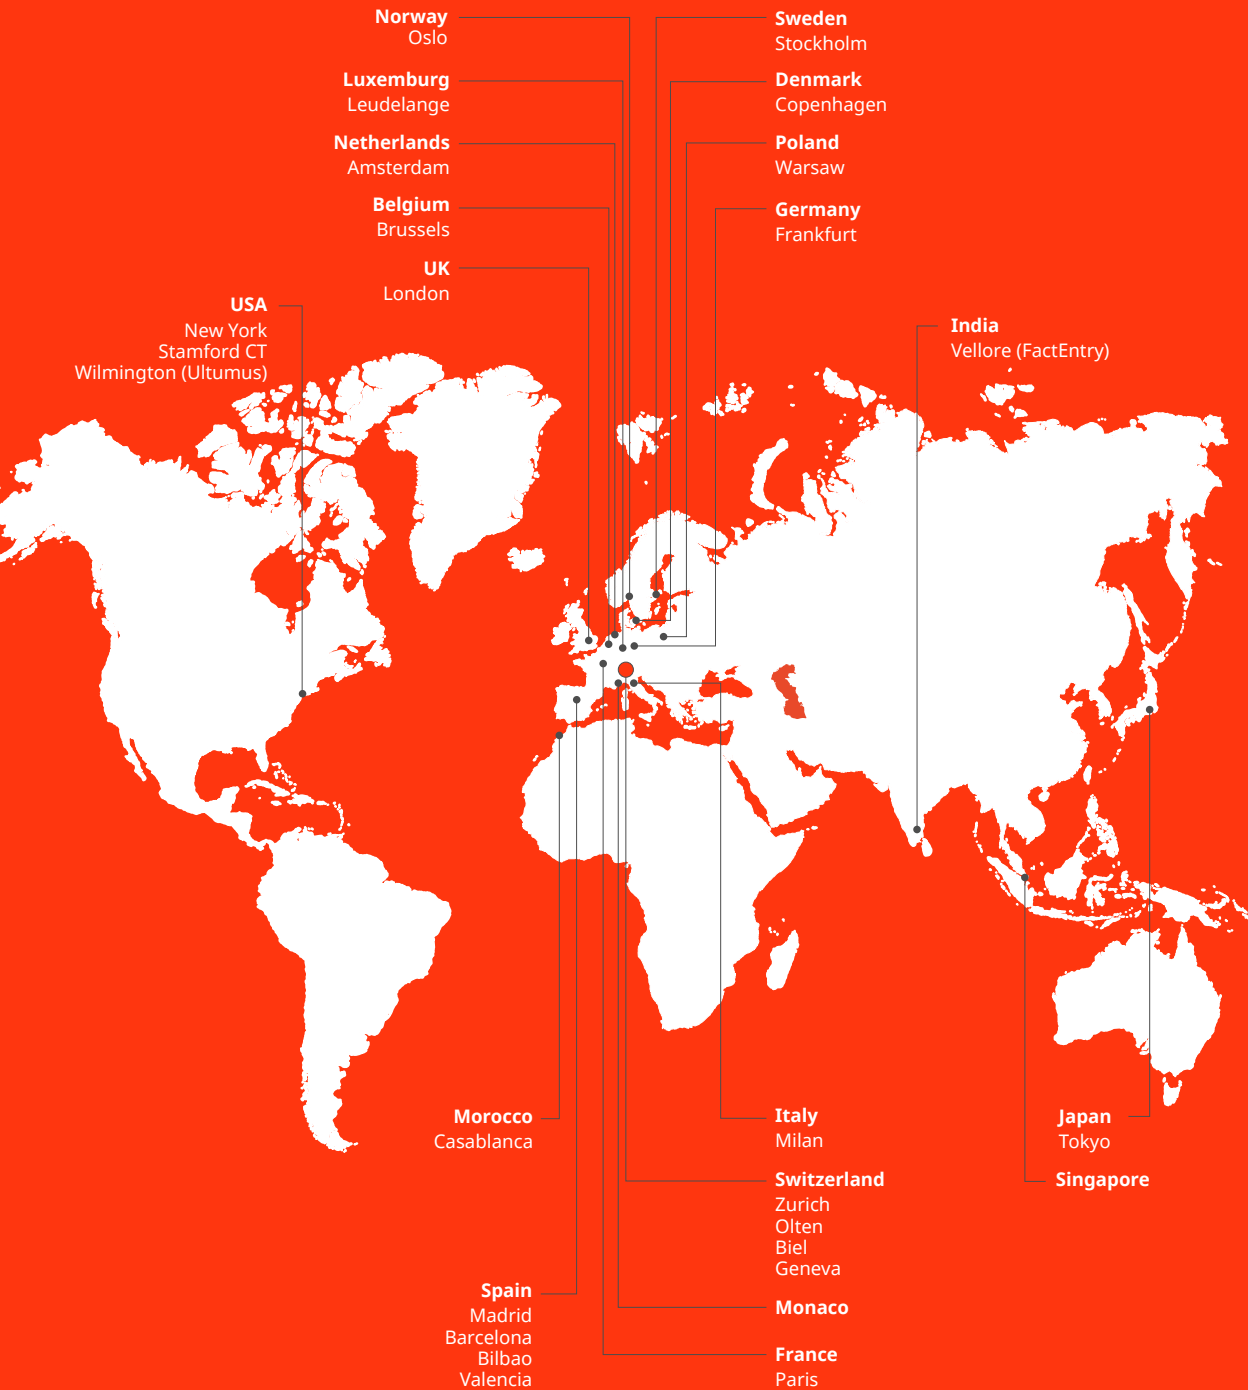 Norway
Oslo
Luxemburg
Leudelange
Netherlands
Amsterdam
Belgium
Brussels
UK
London
USA
New York
Stamford CT
Wilmington (Ultumus)
Sweden
Stockholm
Denmark
Copenhagen
Poland
Warsaw
Germany
Frankfurt
India
Vellore (FactEntry)
Morocco
Casablanca
Spain
Madrid
Barcelona
Bilbao
Valencia
Italy
Milan
Switzerland
Zurich
Olten
Biel
Geneva
Monaco
France
Paris
Japan
Tokyo
Singapore